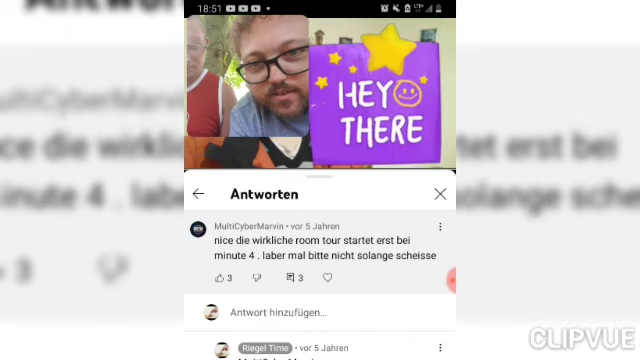 18:51
HEY
THERE
Antworten
MultiCyberMarvin • vor 5 Jahren
nice die wirkliche room tour startet erst bei
minute 4 . laber mal bitte nicht solange scheisse
3
3
Antwort hinzufügen...
Riegel Time • vor 5 Jahren
CLIPVUE